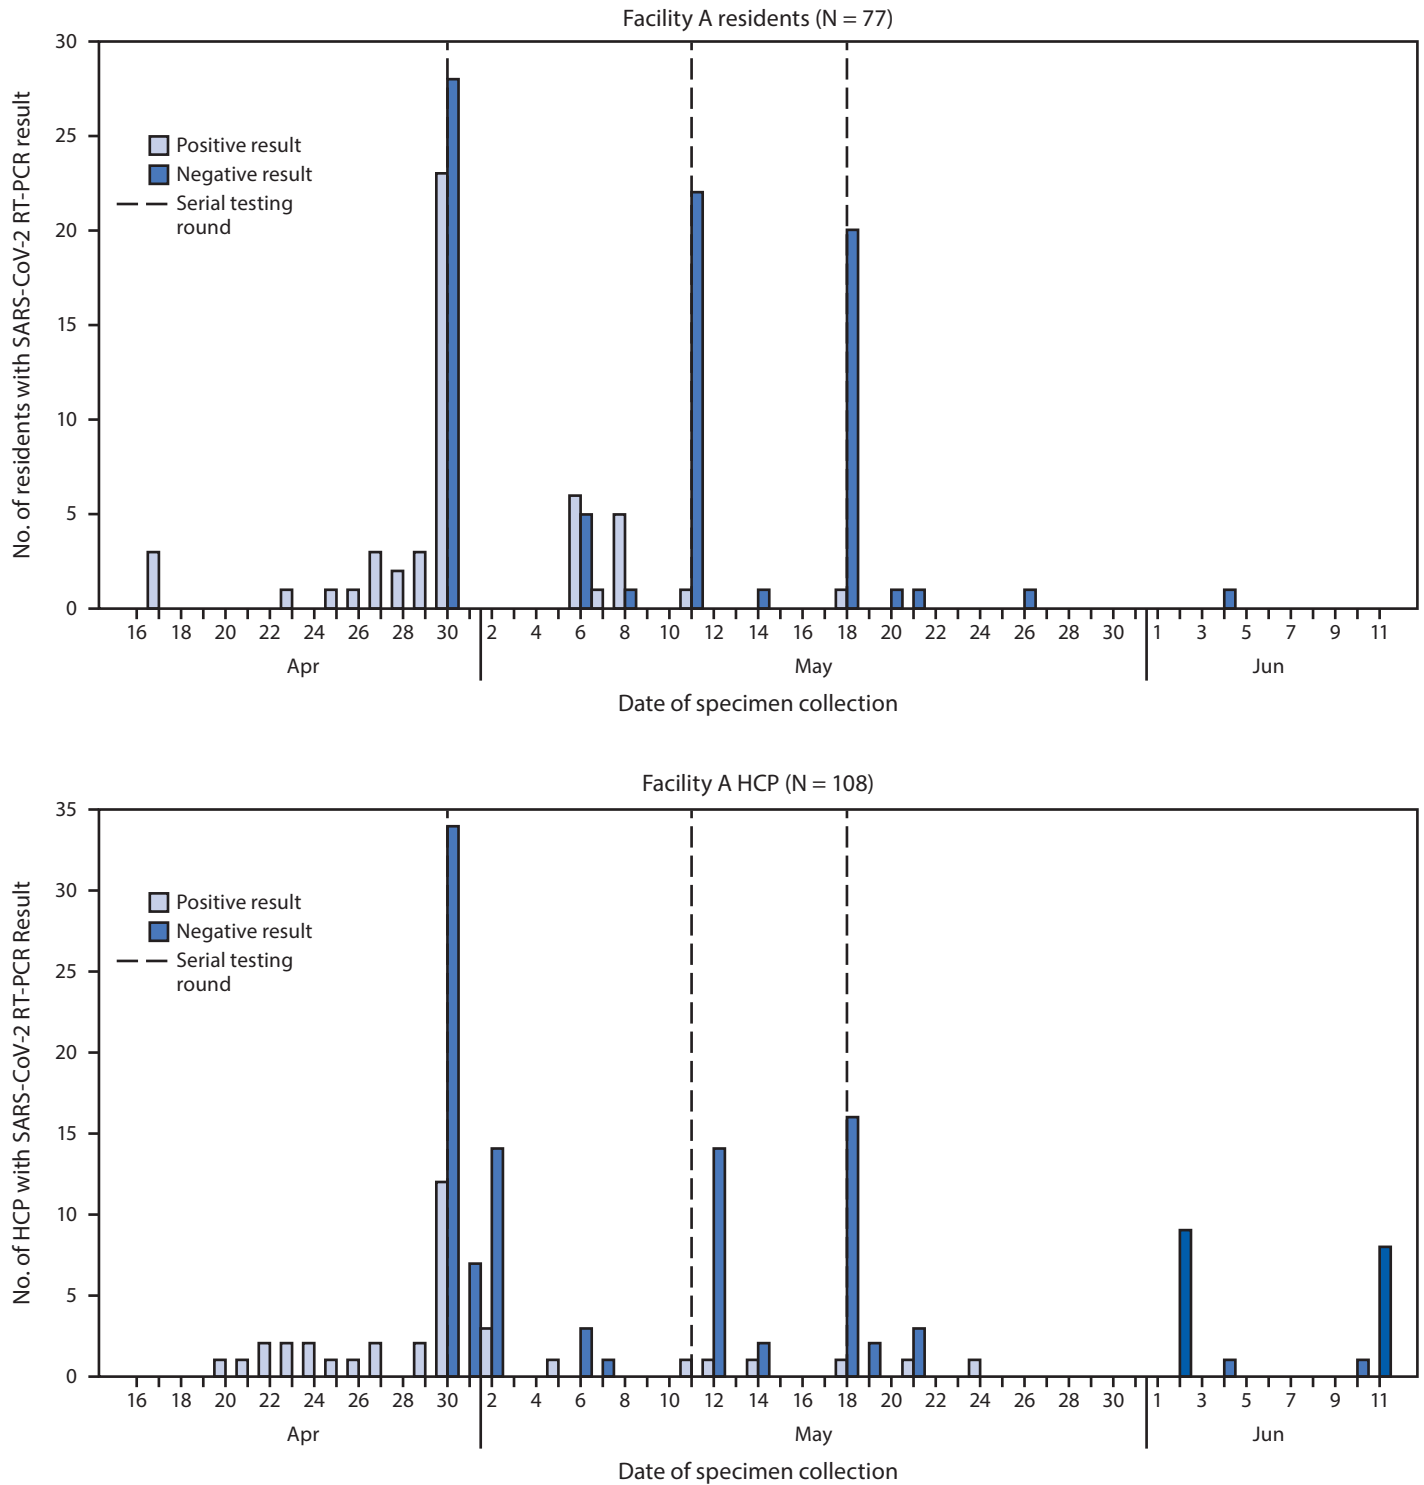 Facility A residents (N = 77)
No. of residents with SARS-CoV-2 RT-PCR result
30
25
20
15
10
5
0
Positive result
Negative result
Serial testing
round
16 18 20 22 24 26 28 30 2 4 6 8 10 12 14 16 18 20 22 24 26 28 30 1 3 5 7 9 11
Apr May Jun
Date of specimen collection
Facility A HCP (N = 108)
No. of HCP with SARS-CoV-2 RT-PCR Result
35
30
25
20
15
10
5
0
Positive result
Negative result
Serial testing
round
16 18 20 22 24 26 28 30 2 4 6 8 10 12 14 16 18 20 22 24 26 28 30 1 3 5 7 9 11
Apr May Jun
Date of specimen collection